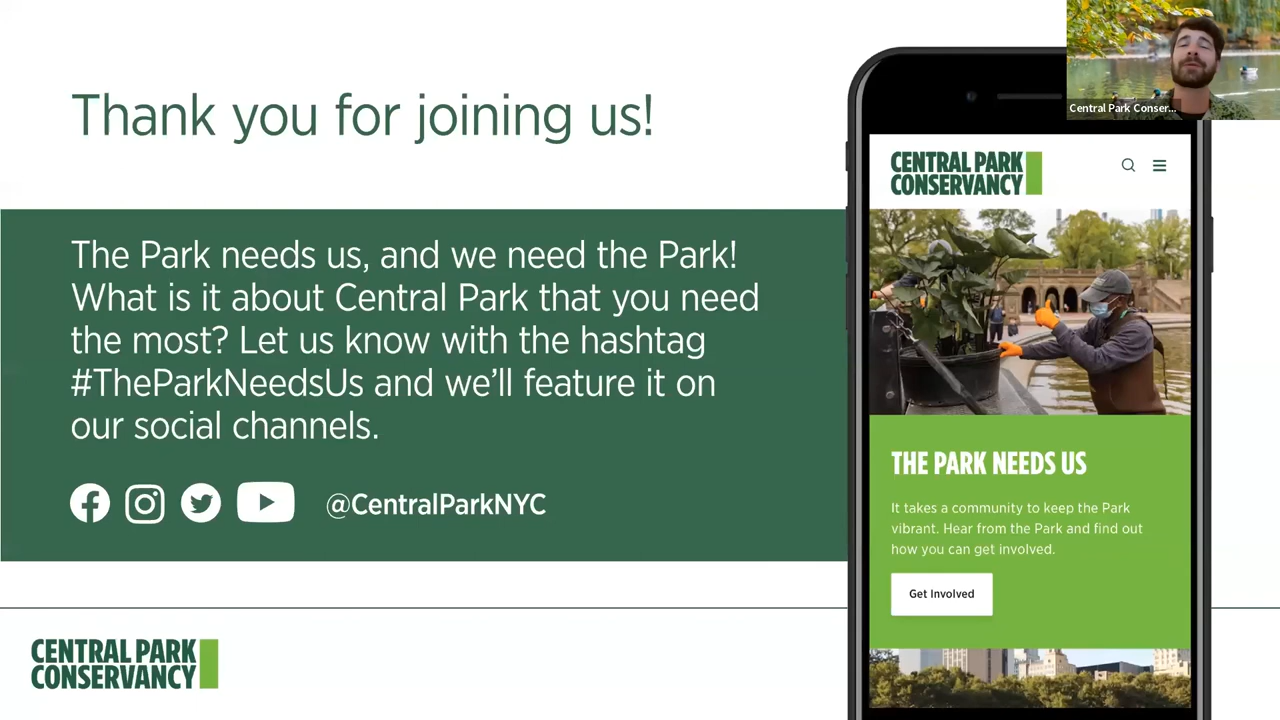 Thank you for joining us!
The Park needs us, and we need the Park!
What is it about Central Park that you need
the most? Let us know with the hashtag
#TheParkNeedsUs and we’ll feature it on
our social channels.
@CentralParkNYC
CENTRAL PARK
CONSERVANCY
Central Park Conser...
CENTRAL PARK
CONSERVANCY
THE PARK NEEDS US
It takes a community to keep the Park
vibrant. Hear from the Park and find out
how you can get involved.
Get Involved